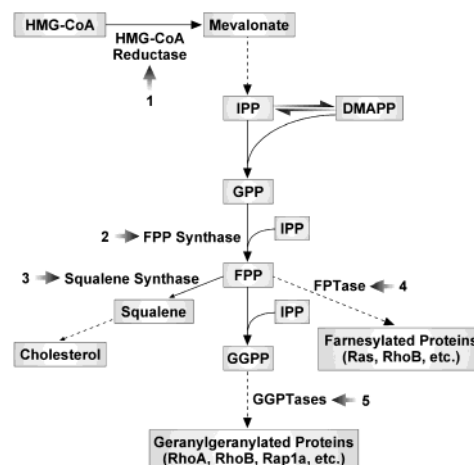 HMG-CoA
Mevalonate
HMG-CoA
Reductase
1
IPP
DMAPP
GPP
2
FPP Synthase
IPP
3
Squalene Synthase
FPP
FPTase
4
Squalene
IPP
Cholesterol
GGPP
Farnesylated Proteins
(Ras, RhoB, etc.)
GGPTases
5
Geranylgeranylated Proteins
(RhoA, RhoB, Rap1a, etc.)